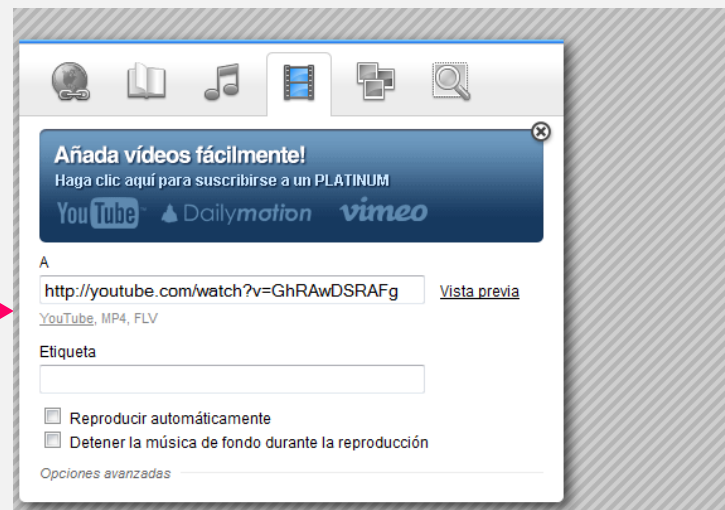 Añada vídeos fácilmente!
Haga clic aquí para suscribirse a un PLATINUM
YouTube Dailymotion vimeo
A
http://youtube.com/watch?v=GhRAwDSRAFg Vista previa
YouTube, MP4, FLV
Etiqueta
Reproducir automáticamente
Detener la música de fondo durante la reproducción
Opciones avanzadas